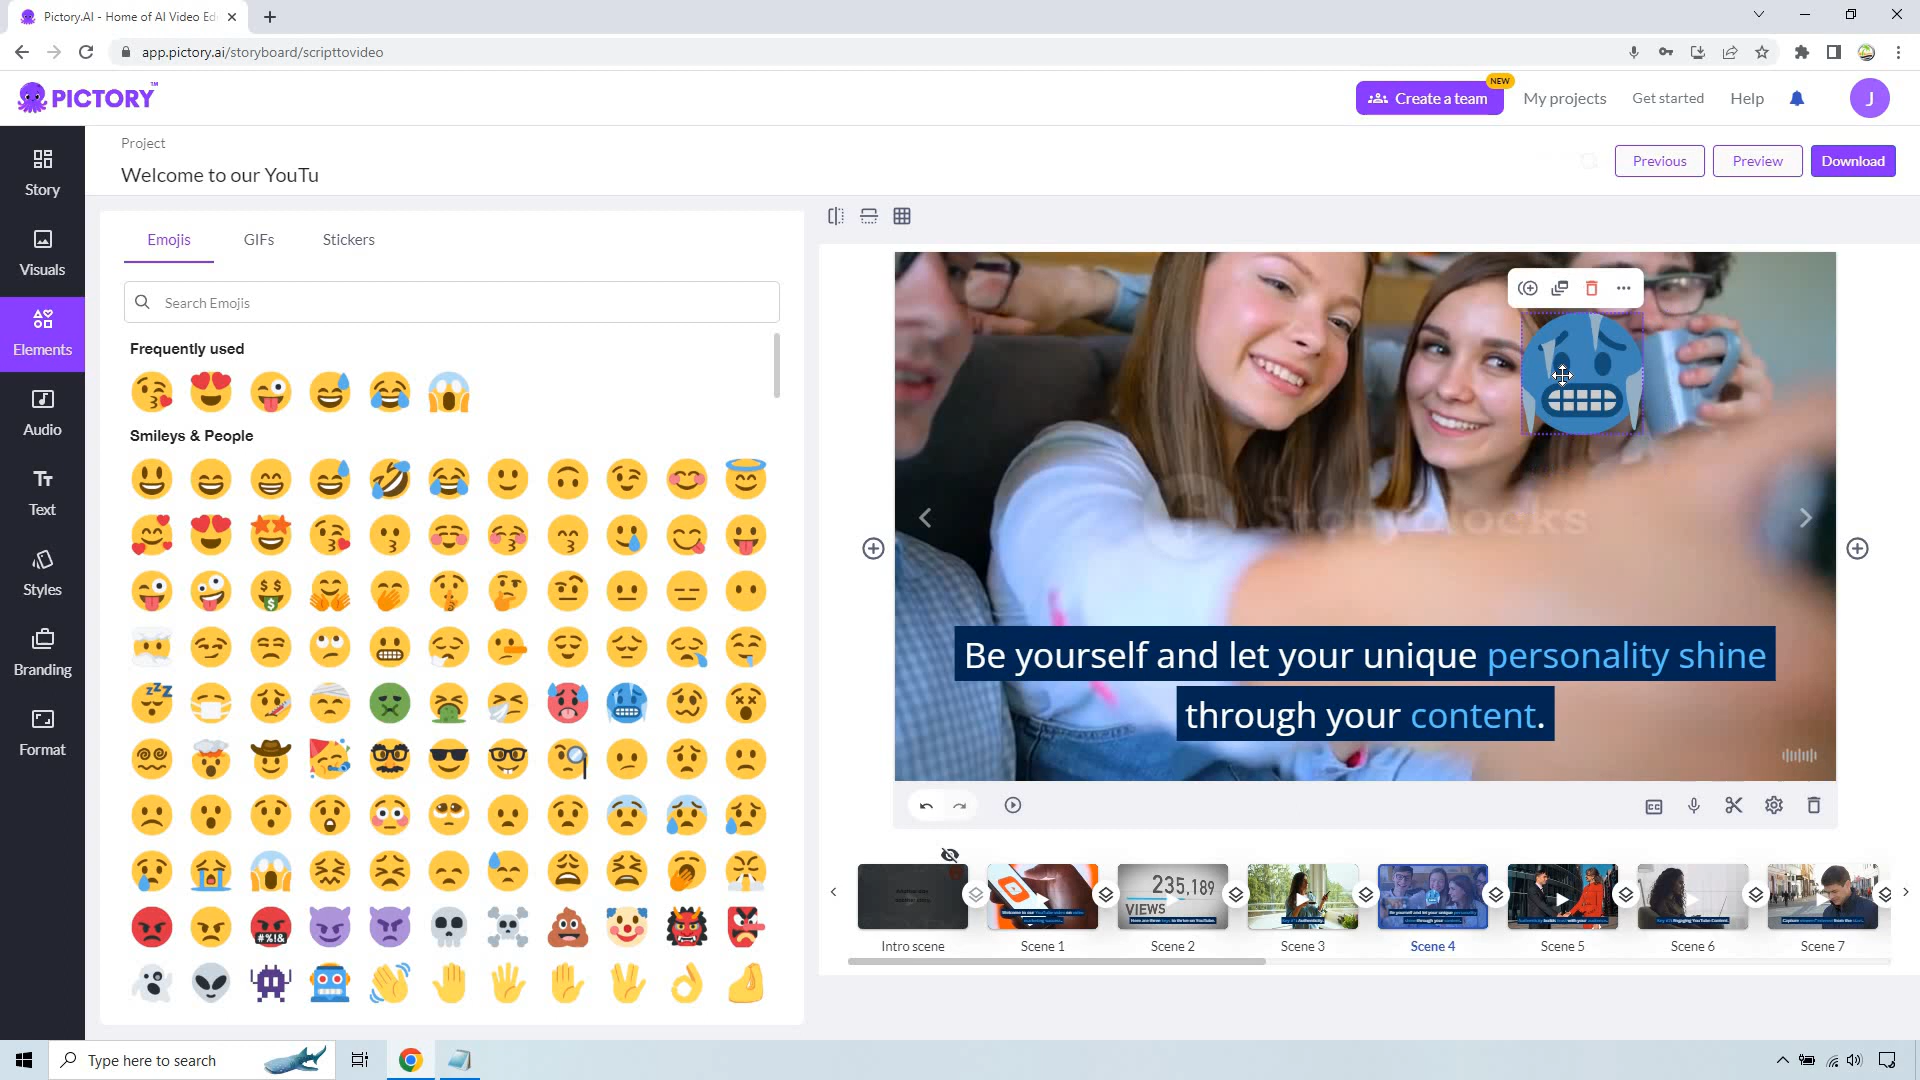 Pictory.AI - Home of AI Video Ed
app.pictory.ai/storyboard/scripttovideo
PICTORY™
NEW
Create a team
My projects
Get started
Help
J
Project
Welcome to our YouTu
Previous
Preview
Download
Story
Visuals
Elements
Audio
Text
Styles
Branding
Format
Emojis
GIFs
Stickers
Search Emojis
Frequently used
Smileys & People
Storyblocks
Be yourself and let your unique personality shine
through your content.
235,189
VIEWS
Intro scene
Scene 1
Scene 2
Scene 3
Scene 4
Scene 5
Scene 6
Scene 7
Type here to search